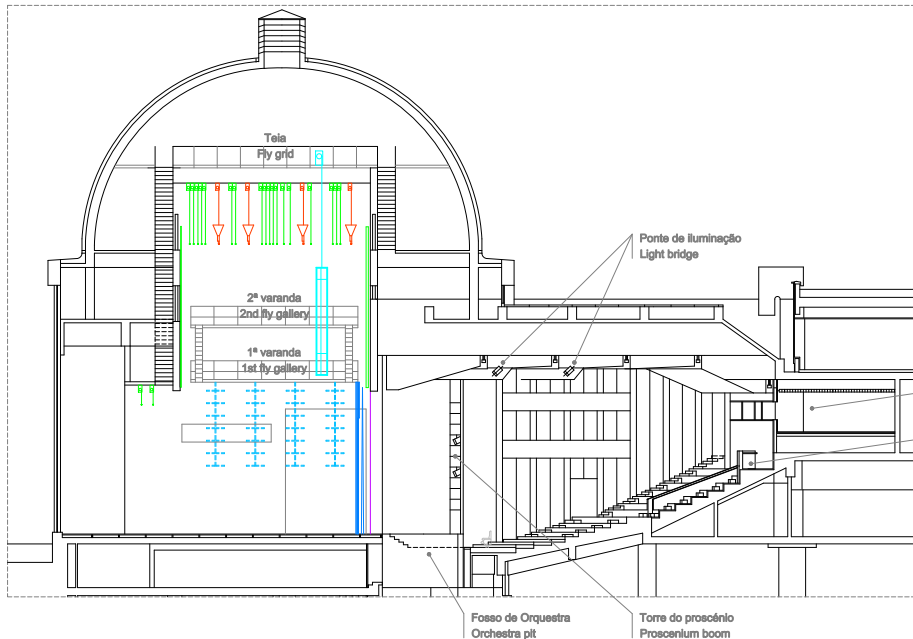 Teia
Fly grid
Ponte de iluminação
Light bridge
2ª varanda
2nd fly gallery
1ª varanda
1st fly gallery
Fosso de Orquestra
Orchestra pit
Torre do proscénio
Proscenium boom